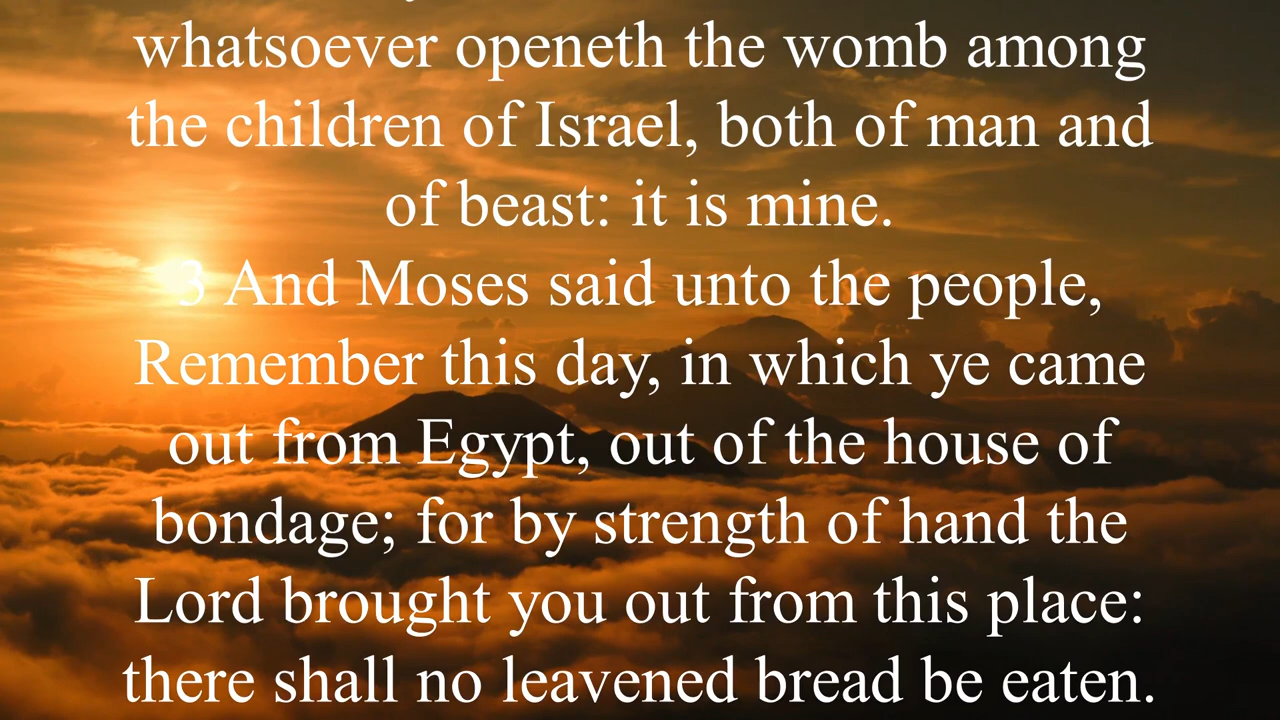 whatsoever openeth the womb among
the children of Israel, both of man and
of beast: it is mine.
3 And Moses said unto the people,
Remember this day, in which ye came
out from Egypt, out of the house of
bondage; for by strength of hand the
Lord brought you out from this place:
there shall no leavened bread be eaten.